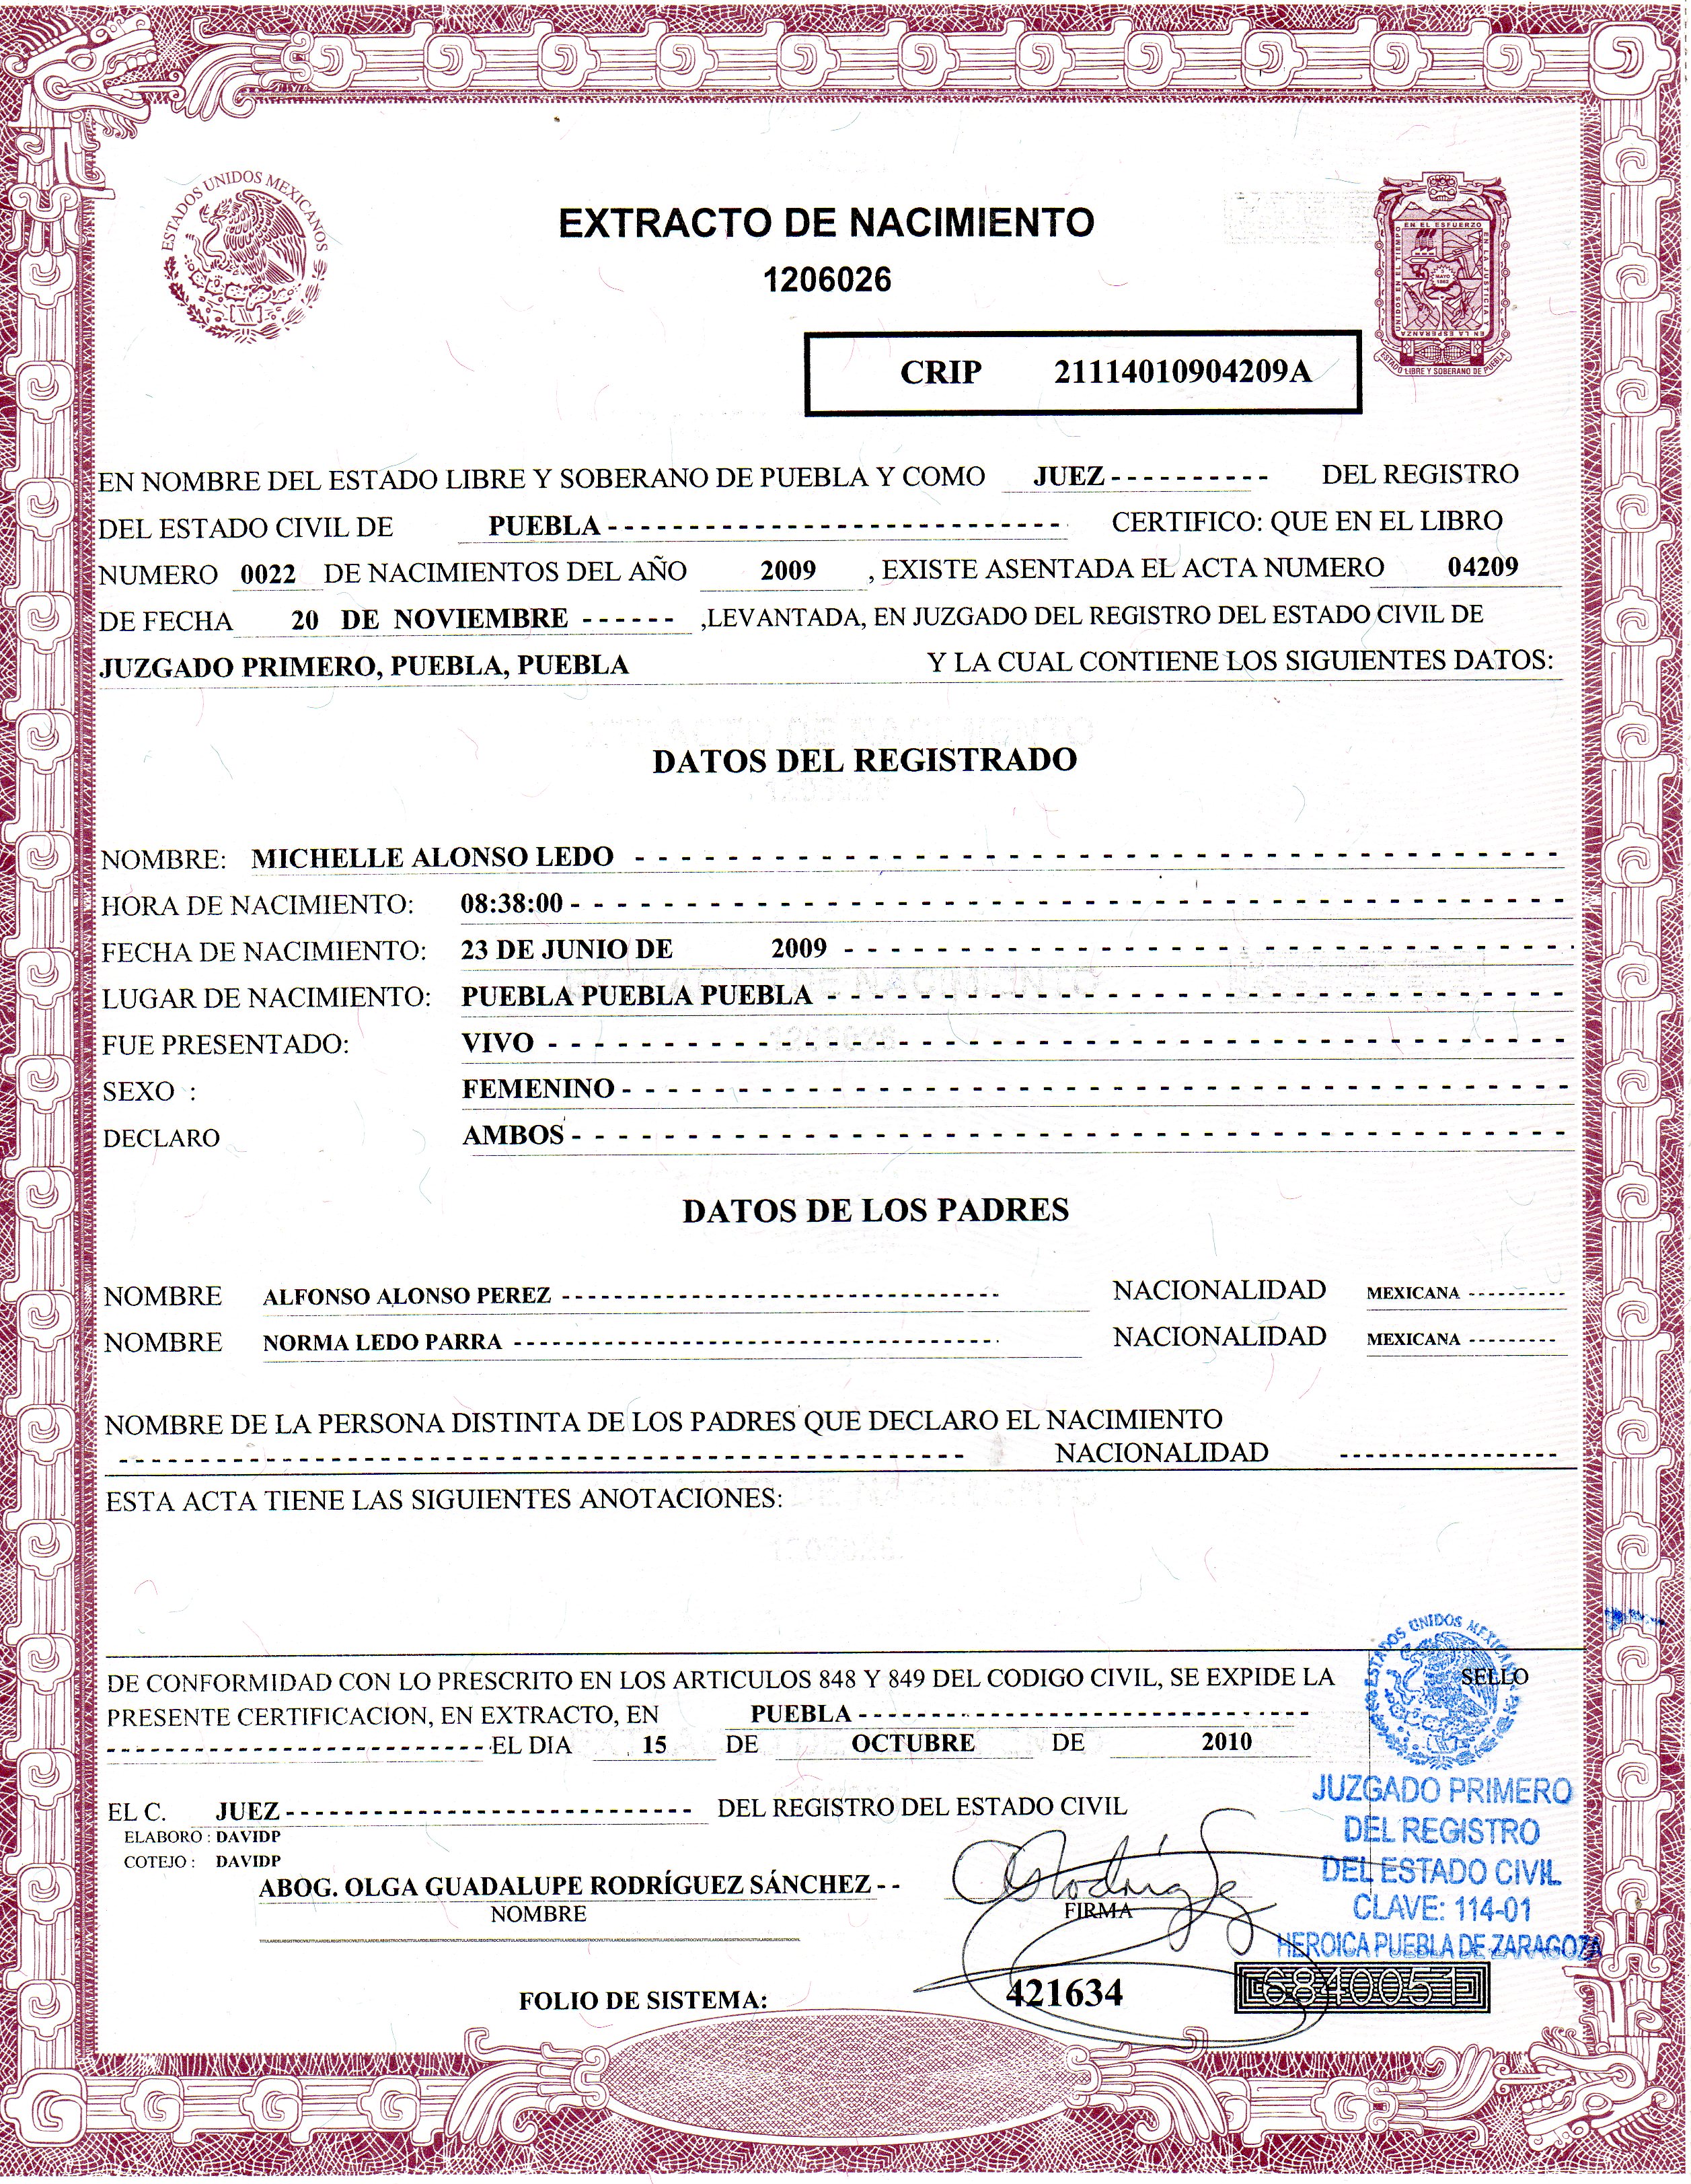 ESTADOS UNIDOS MEXICANOS
EXTRACTO DE NACIMIENTO
1206026
UNIDOS EN EL TIEMPO EN EL ESFUERZO EN LA JUSTICIA Y EN LA ESPERANZA
5 MAYO 1862
ESTADO LIBRE Y SOBERANO DE PUEBLA
CRIP 21114010904209A
EN NOMBRE DEL ESTADO LIBRE Y SOBERANO DE PUEBLA Y COMO JUEZ---------- DEL REGISTRO
DEL ESTADO CIVIL DE PUEBLA----------------------------- CERTIFICO: QUE EN EL LIBRO
NUMERO 0022 DE NACIMIENTOS DEL AÑO 2009 , EXISTE ASENTADA EL ACTA NUMERO 04209
DE FECHA 20 DE NOVIEMBRE ------ ,LEVANTADA, EN JUZGADO DEL REGISTRO DEL ESTADO CIVIL DE
JUZGADO PRIMERO, PUEBLA, PUEBLA Y LA CUAL CONTIENE LOS SIGUIENTES DATOS:
DATOS DEL REGISTRADO
NOMBRE: MICHELLE ALONSO LEDO - - - - - - - - - -
HORA DE NACIMIENTO: 08:38:00 - - - - - - - - - -
FECHA DE NACIMIENTO: 23 DE JUNIO DE 2009 - - - - - - - - - -
LUGAR DE NACIMIENTO: PUEBLA PUEBLA PUEBLA - - - - - - - - - -
FUE PRESENTADO: VIVO - - - - - - - - - -
SEXO : FEMENINO - - - - - - - - - -
DECLARO AMBOS - - - - - - - - - -
DATOS DE LOS PADRES
NOMBRE ALFONSO ALONSO PEREZ ---------- NACIONALIDAD MEXICANA ----------
NOMBRE NORMA LEDO PARRA ---------- NACIONALIDAD MEXICANA ---------
NOMBRE DE LA PERSONA DISTINTA DE LOS PADRES QUE DECLARO EL NACIMIENTO
---------- NACIONALIDAD ----------
ESTA ACTA TIENE LAS SIGUIENTES ANOTACIONES:
DE CONFORMIDAD CON LO PRESCRITO EN LOS ARTICULOS 848 Y 849 DEL CODIGO CIVIL, SE EXPIDE LA SELLO
PRESENTE CERTIFICACION, EN EXTRACTO, EN PUEBLA ----------
---------- EL DIA 15 DE OCTUBRE DE 2010
ESTADOS UNIDOS MEXICANOS
EL C. JUEZ ---------- DEL REGISTRO DEL ESTADO CIVIL
ELABORO : DAVIDP
COTEJO : DAVIDP
ABOG. OLGA GUADALUPE RODRÍGUEZ SÁNCHEZ --
NOMBRE
FIRMA
JUZGADO PRIMERO
DEL REGISTRO
DEL ESTADO CIVIL
CLAVE: 114-01
HEROICA PUEBLA DE ZARAGOZA
FOLIO DE SISTEMA: 421634
6840051